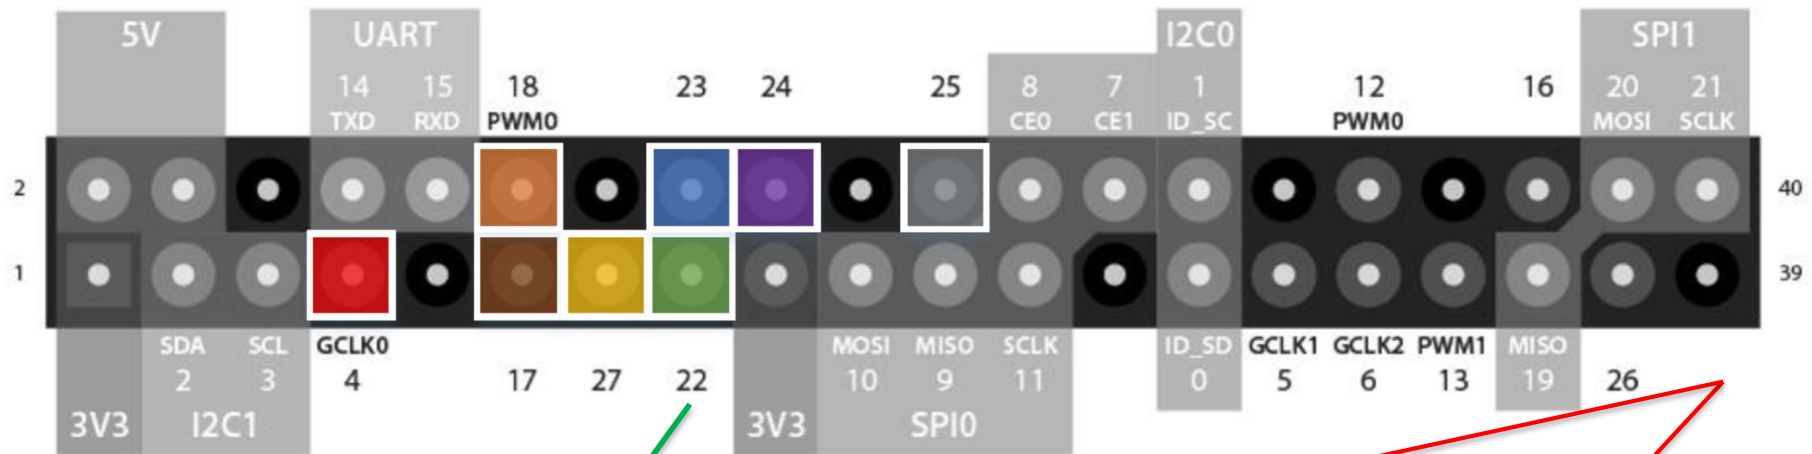 5V UART I2C0 SPI1
14 15 18 23 24 25 8 7 1 12 16 20 21
TXD RXD PWM0 CE0 CE1 ID_SC PWM0 MOSI SCLK
2 40
1 39
SDA SCL GCLK0 MOSI MISO SCLK ID_SD GCLK1 GCLK2 PWM1 MISO
2 3 4 17 27 22 10 9 11 0 5 6 13 19 26
3V3 I2C1 3V3 SPI0